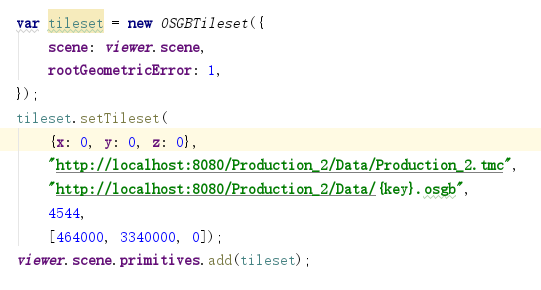 var tileset = new OSGBTileset({
scene: viewer.scene,
rootGeometricError: 1,
});
tileset.setTileset(
{x: 0, y: 0, z: 0},
"http://localhost:8080/Production_2/Data/Production_2.tmc",
"http://localhost:8080/Production_2/Data/{key}.osgb",
4544,
[464000, 3340000, 0]);
viewer.scene.primitives.add(tileset);